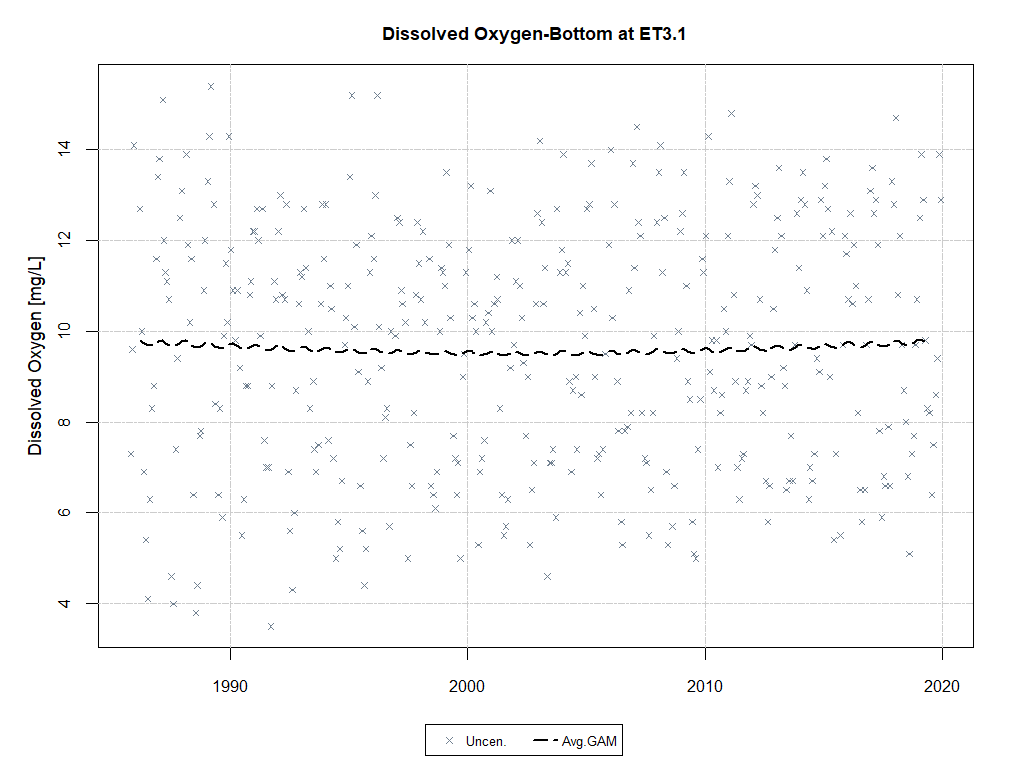 Dissolved Oxygen-Bottom at ET3.1
Dissolved Oxygen [mg/L]
14
12
10
8
6
4
1990
2000
2010
2020
Uncen.
Avg.GAM